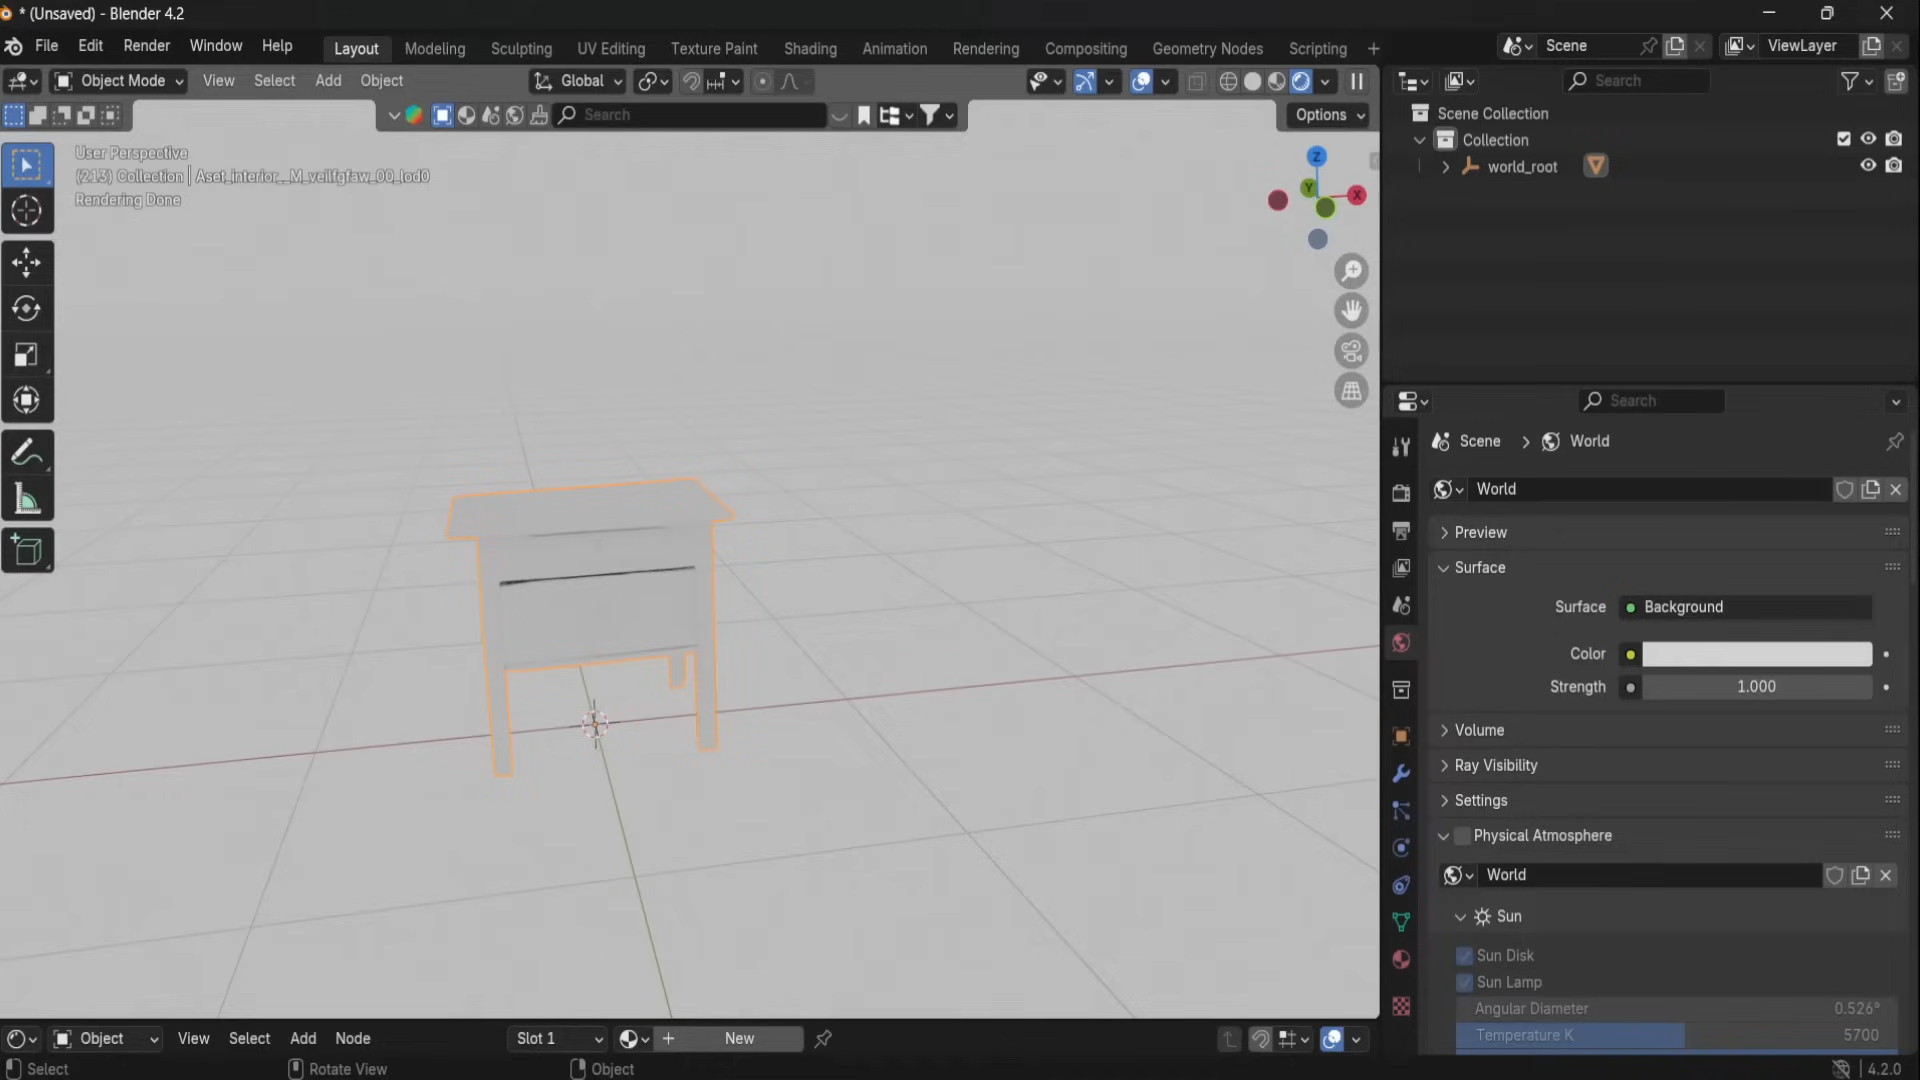 * (Unsaved) - Blender 4.2
File Edit Render Window Help Layout Modeling Sculpting UV Editing Texture Paint Shading Animation Rendering Compositing Geometry Nodes Scripting + Scene ViewLayer
Object Mode View Select Add Object Global Search
Search Options
Scene Collection
Collection
world_root
User Perspective
(213) Collection | Aset_interior__M_veilfgfaw_00_lod0
Rendering Done
Z
Y
X
Search
Scene > World
World
Preview
Surface
Surface Background
Color
Strength 1.000
Volume
Ray Visibility
Settings
Physical Atmosphere
World
Sun
Sun Disk
Sun Lamp
Angular Diameter 0.526°
Temperature K 5700
Object View Select Add Node Slot 1 New
Select Rotate View Object 4.2.0